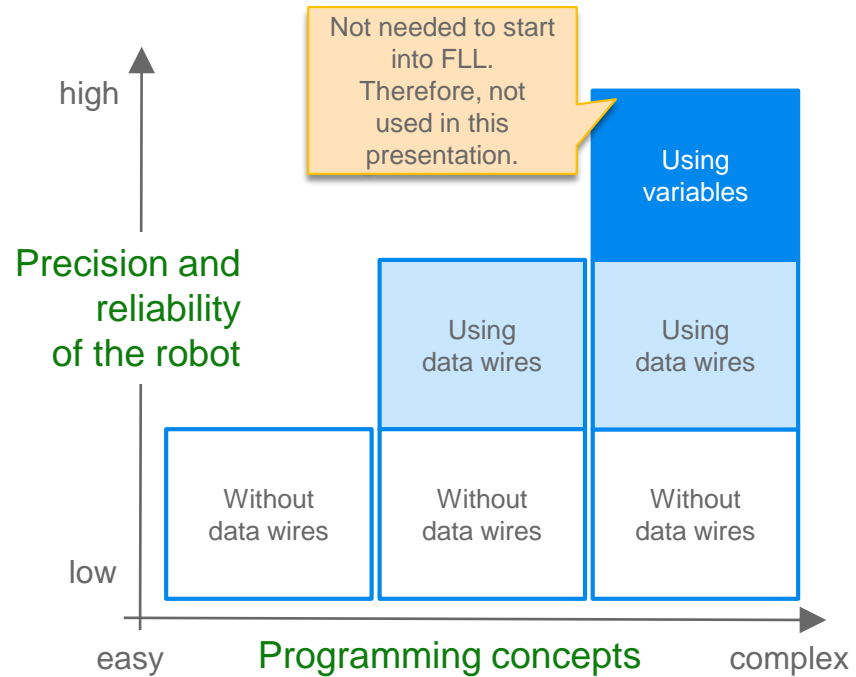 Not needed to start
into FLL.
Therefore, not
used in this
presentation.
high
Using
variables
Precision and
reliability
of the robot
Using
data wires
Using
data wires
Without
data wires
Without
data wires
Without
data wires
low
easy
Programming concepts
complex